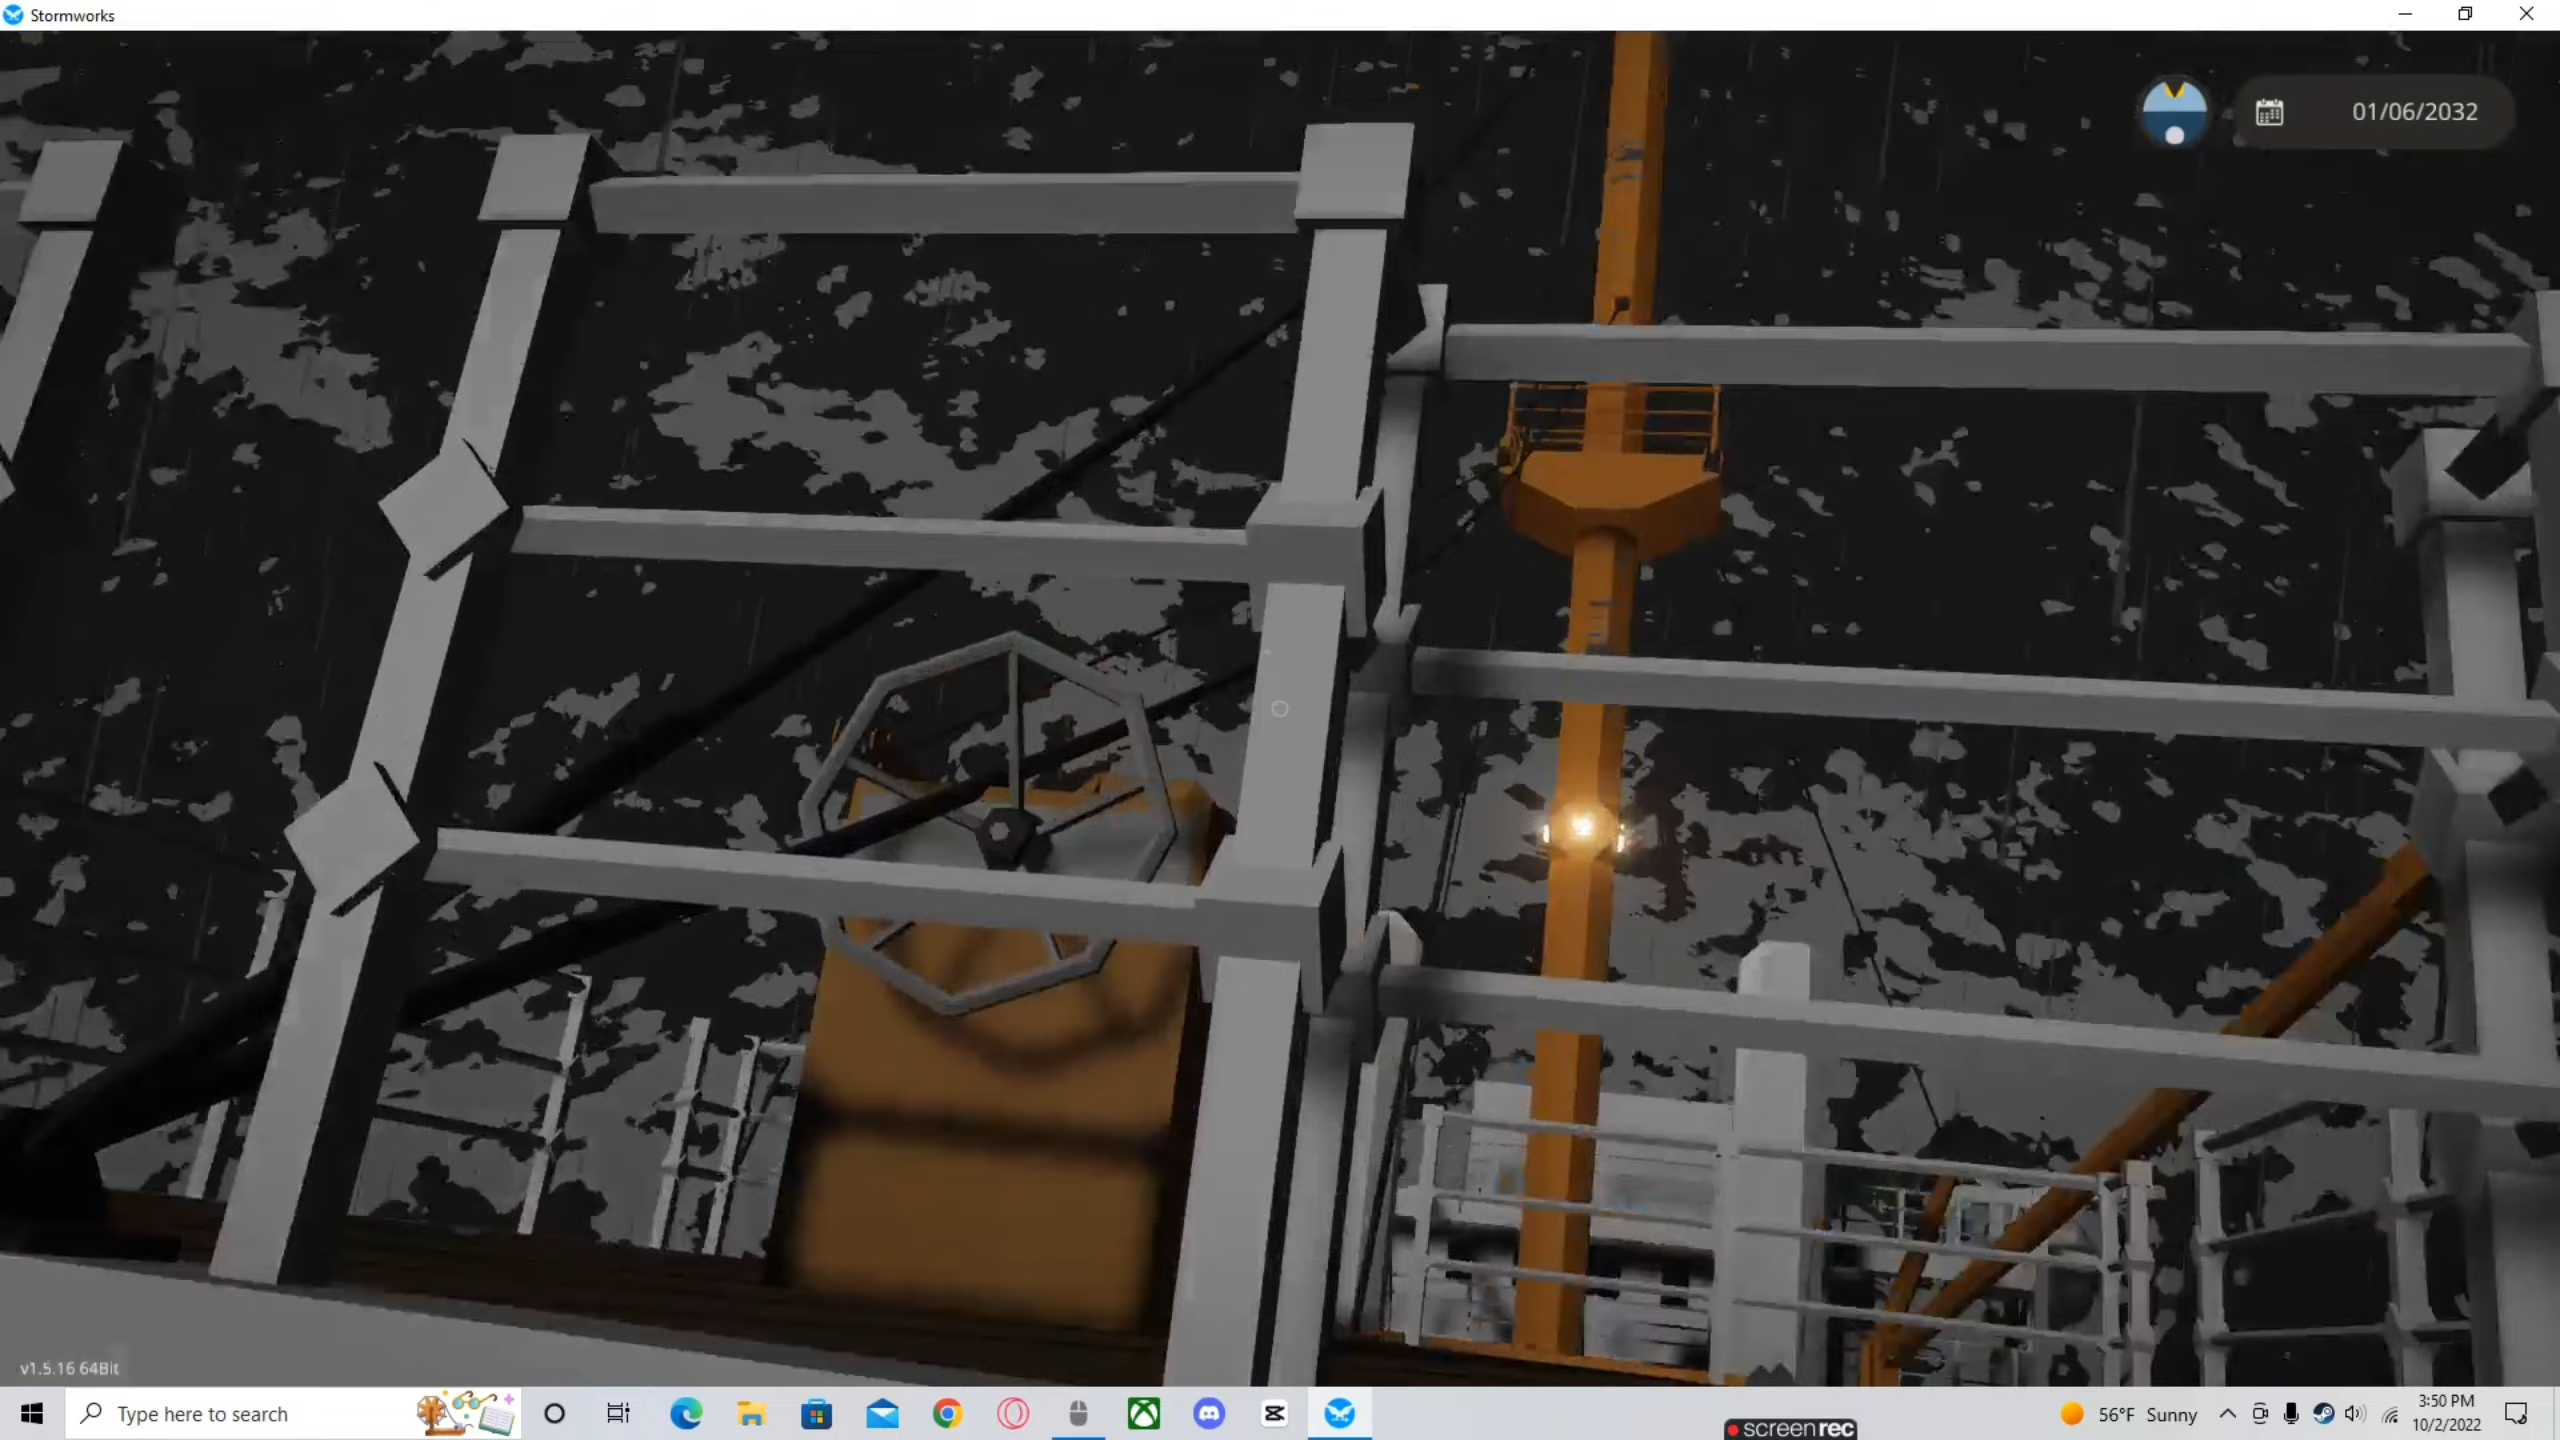 Stormworks
01/06/2032
v1.5.16 64Bit
Type here to search
screenrec
56°F Sunny
3:50 PM
10/2/2022